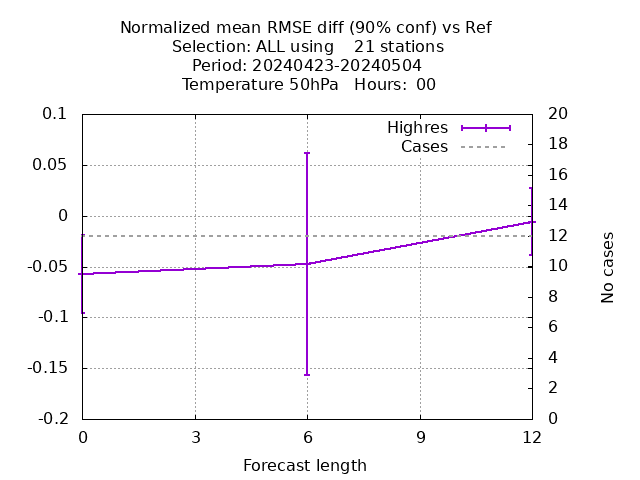 Normalized mean RMSE diff (90% conf) vs Ref
Selection: ALL using    21 stations
Period: 20240423-20240504
Temperature 50hPa   Hours:  00
Highres
Cases
0.1
0.05
0
-0.05
-0.1
-0.15
-0.2
20
18
16
14
12
10
8
6
4
2
0
No cases
0 3 6 9 12
Forecast length